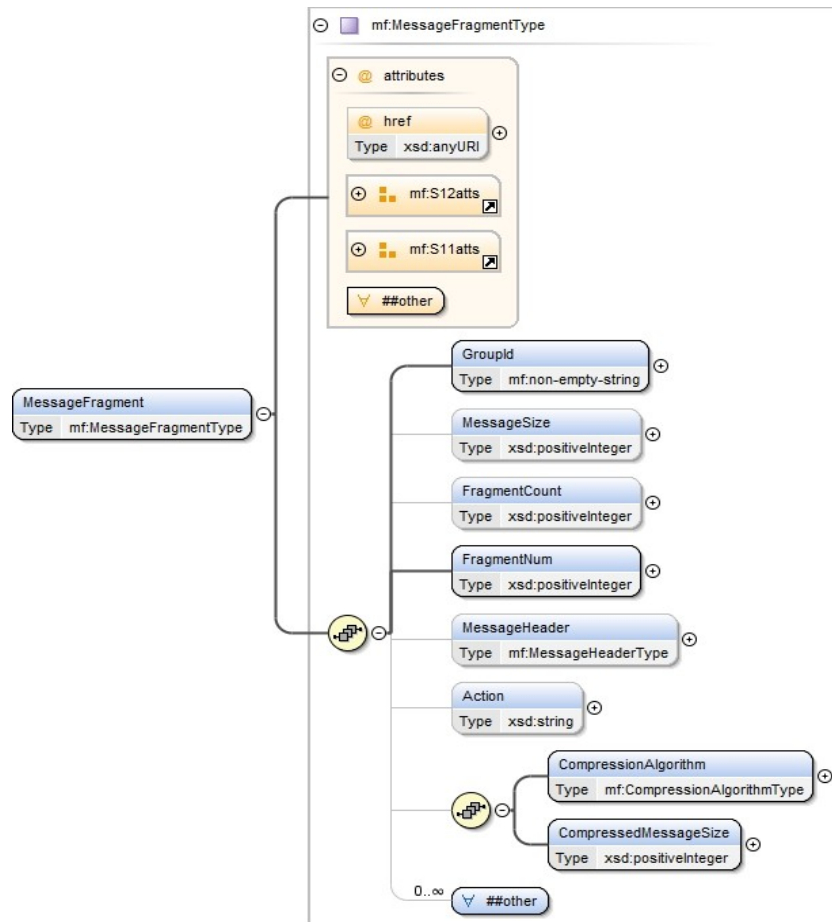 mf:MessageFragmentType
@ attributes
@ href
Type xsd:anyURI
mf:S12atts
mf:S11atts
##other
MessageFragment
Type mf:MessageFragmentType
GroupId
Type mf:non-empty-string
MessageSize
Type xsd:positiveInteger
FragmentCount
Type xsd:positiveInteger
FragmentNum
Type xsd:positiveInteger
MessageHeader
Type mf:MessageHeaderType
Action
Type xsd:string
CompressionAlgorithm
Type mf:CompressionAlgorithmType
CompressedMessageSize
Type xsd:positiveInteger
0..∞
##other